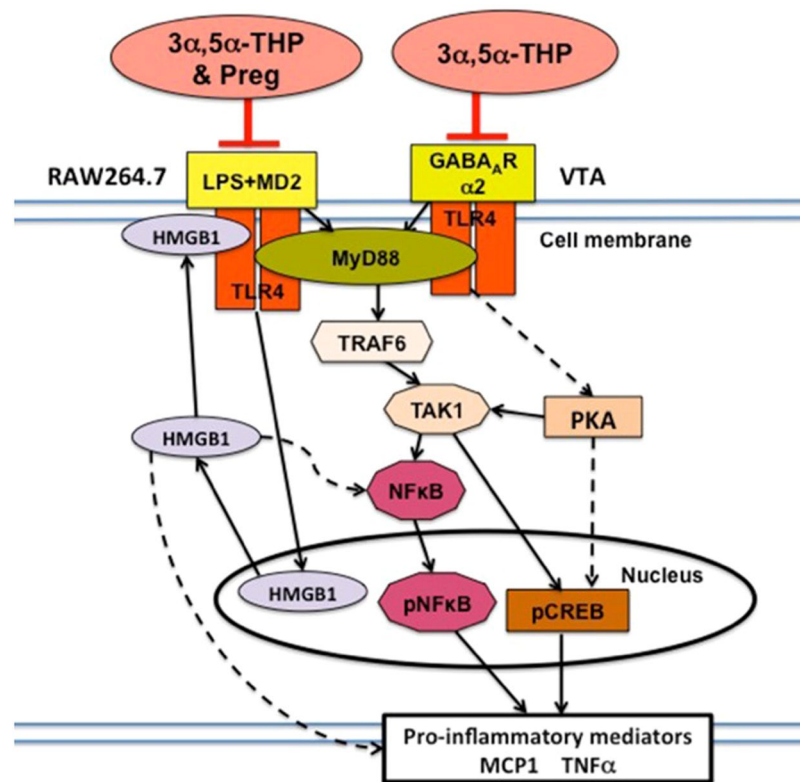 3α,5α-THP
& Preg
3α,5α-THP
RAW264.7
LPS+MD2
GABA_AR
α2
VTA
HMGB1
TLR4
TLR4
Cell membrane
MyD88
TRAF6
TAK1
PKA
HMGB1
NFκB
Nucleus
HMGB1
pNFκB
pCREB
Pro-inflammatory mediators
MCP1 TNFα